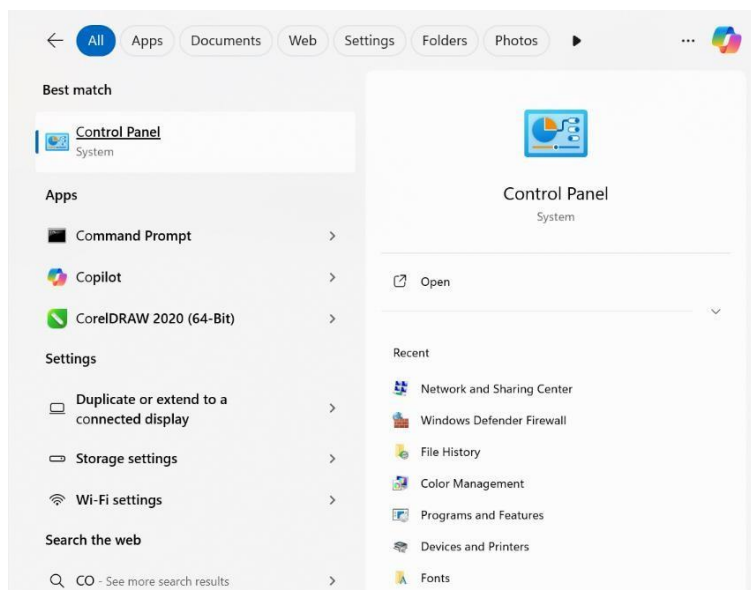 All Apps Documents Web Settings Folders Photos ...
Best match
Control Panel
System
Apps
Command Prompt
Copilot
CorelDRAW 2020 (64-Bit)
Settings
Duplicate or extend to a
connected display
Storage settings
Wi-Fi settings
Search the web
CO - See more search results
Control Panel
System
Open
Recent
Network and Sharing Center
Windows Defender Firewall
File History
Color Management
Programs and Features
Devices and Printers
Fonts